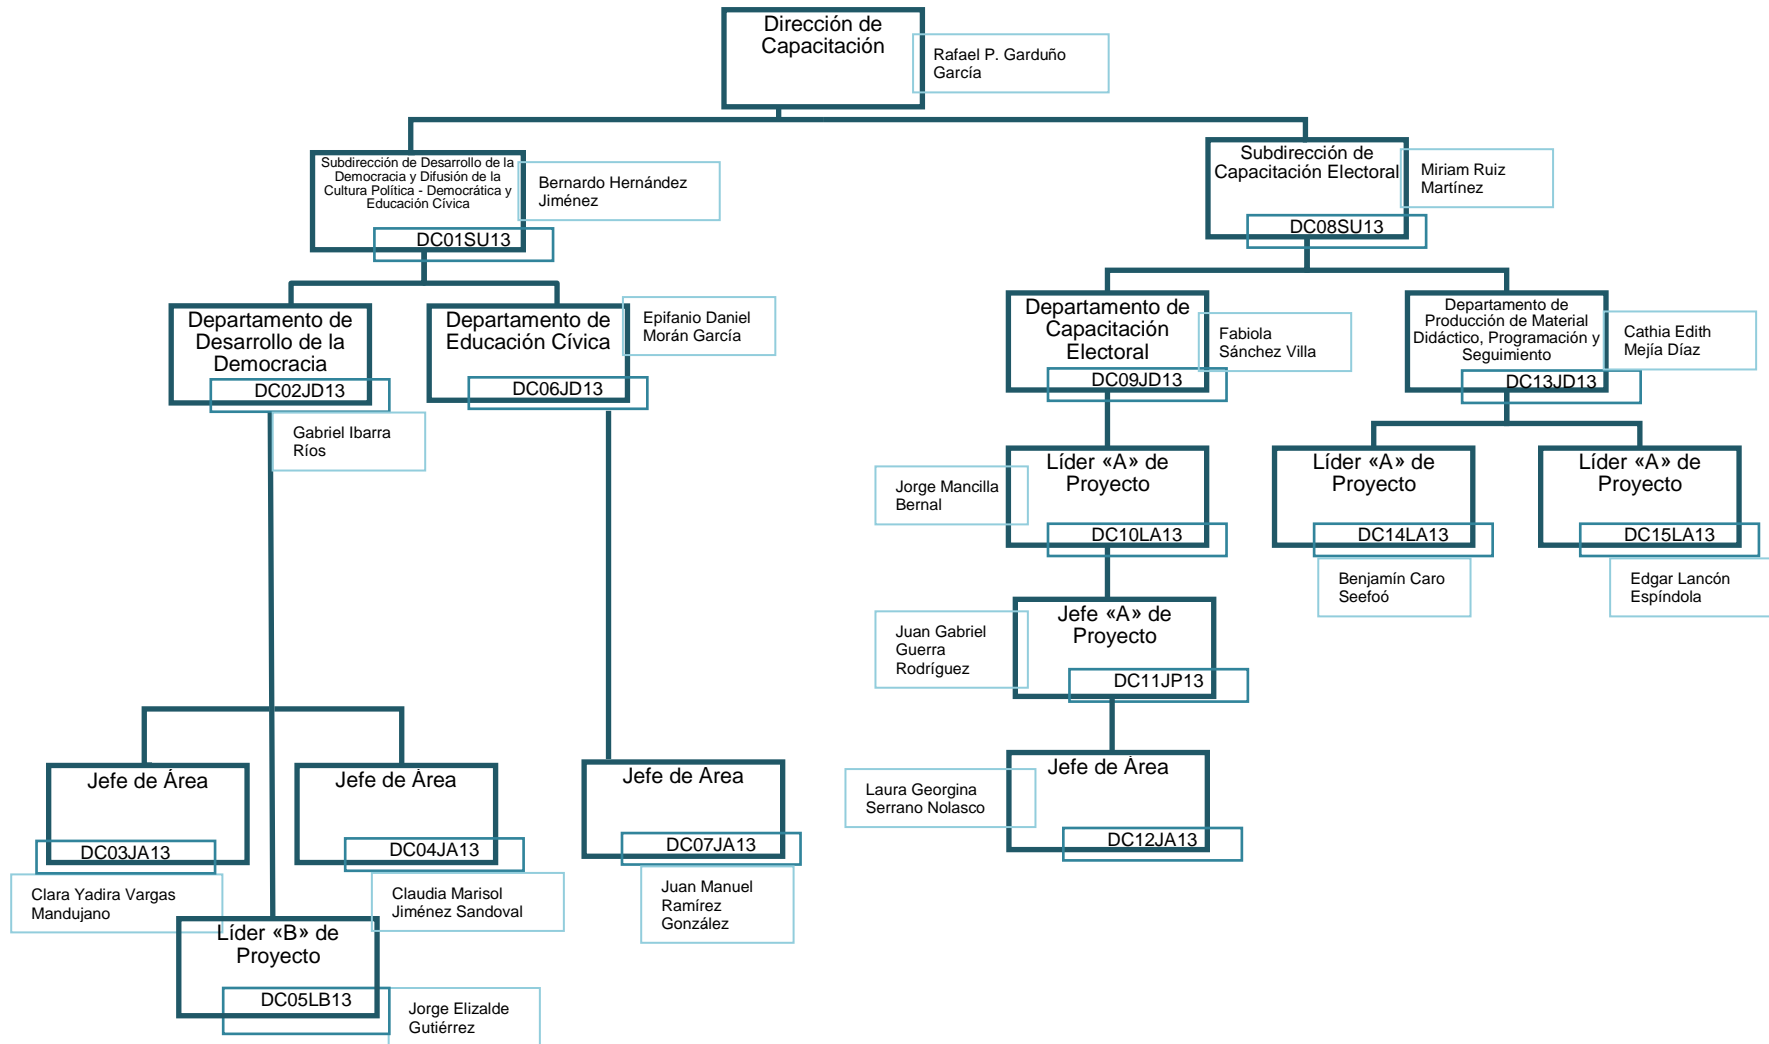 Dirección de
Capacitación
Rafael P. Garduño
García
Subdirección de Desarrollo de la
Democracia y Difusión de la
Cultura Política - Democrática y
Educación Cívica
Bernardo Hernández
Jiménez
DC01SU13
Subdirección de
Capacitación Electoral
Miriam Ruiz
Martínez
DC08SU13
Departamento de
Desarrollo de la
Democracia
DC02JD13
Gabriel Ibarra
Ríos
Departamento de
Educación Cívica
Epifanio Daniel
Morán García
DC06JD13
Departamento de
Capacitación
Electoral
Fabiola
Sánchez Villa
DC09JD13
Departamento de
Producción de Material
Didáctico, Programación y
Seguimiento
Cathia Edith
Mejía Díaz
DC13JD13
Líder «A» de
Proyecto
Jorge Mancilla
Bernal
DC10LA13
Líder «A» de
Proyecto
DC14LA13
Benjamín Caro
Seefoó
Líder «A» de
Proyecto
DC15LA13
Edgar Lancón
Espíndola
Jefe «A» de
Proyecto
Juan Gabriel
Guerra
Rodríguez
DC11JP13
Jefe de Área
DC03JA13
Clara Yadira Vargas
Mandujano
Jefe de Área
DC04JA13
Claudia Marisol
Jiménez Sandoval
Jefe de Area
DC07JA13
Juan Manuel
Ramírez
González
Jefe de Área
Laura Georgina
Serrano Nolasco
DC12JA13
Líder «B» de
Proyecto
DC05LB13
Jorge Elizalde
Gutiérrez